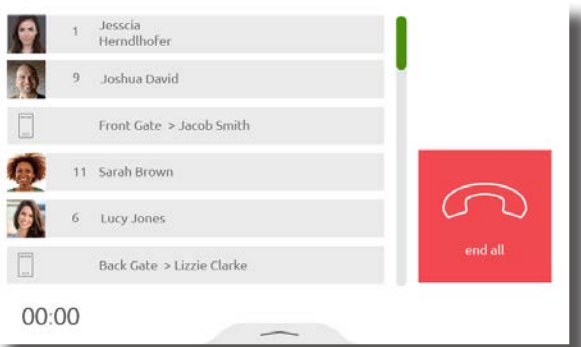 1 Jesscia
Herndlhofer
9 Joshua David
Front Gate > Jacob Smith
11 Sarah Brown
6 Lucy Jones
Back Gate > Lizzie Clarke
end all
00:00